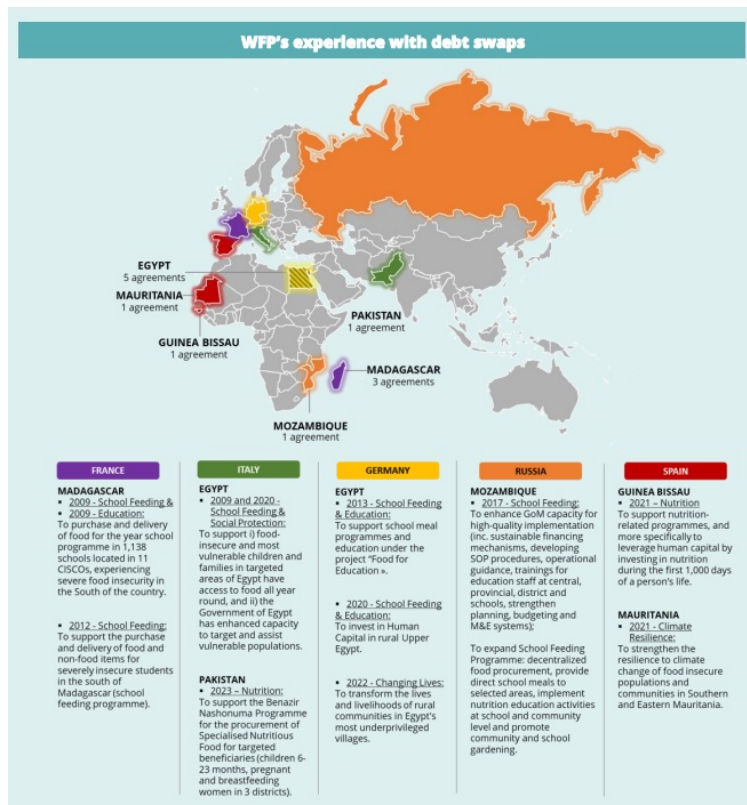 WFP's experience with debt swaps
EGYPT
5 agreements
MAURITANIA
1 agreement
GUINEA BISSAU
1 agreement
PAKISTAN
1 agreement
MADAGASCAR
3 agreements
MOZAMBIQUE
1 agreement
FRANCE
MADAGASCAR
▪ 2009 - School Feeding &
▪ 2009 - Education:
To purchase and delivery
of food for the year school
programme in 1,138
schools located in 11
CISCOs, experiencing
severe food insecurity in
the South of the country.
▪ 2012 - School Feeding:
To support the purchase
and delivery of food and
non-food items for
severely insecure students
in the south of
Madagascar (school
feeding programme).
ITALY
EGYPT
▪ 2009 and 2020 -
School Feeding &
Social Protection:
To support i) food-
insecure and most
vulnerable children and
families in targeted
areas of Egypt have
access to food all year
round, and ii) the
Government of Egypt
has enhanced capacity
to target and assist
vulnerable populations.
PAKISTAN
▪ 2023 – Nutrition:
To support the Benazir
Nashonuma Programme
for the procurement of
Specialised Nutritious
Food for targeted
beneficiaries (children 6-
23 months, pregnant
and breastfeeding
women in 3 districts).
GERMANY
EGYPT
▪ 2013 - School Feeding
& Education:
To support school meal
programmes and
education under the
project "Food for
Education ».
▪ 2020 - School Feeding
& Education:
To invest in Human
Capital in rural Upper
Egypt.
▪ 2022 - Changing Lives:
To transform the lives
and livelihoods of rural
communities in Egypt's
most underprivileged
villages.
RUSSIA
MOZAMBIQUE
▪ 2017 - School Feeding:
To enhance GoM capacity for
high-quality implementation
(inc. sustainable financing
mechanisms, developing
SOP procedures, operational
guidance, trainings for
education staff at central,
provincial, district and
schools, strengthen
planning, budgeting and
M&E systems);
To expand School Feeding
Programme: decentralized
food procurement, provide
direct school meals to
selected areas, implement
nutrition education activities
at school and community
level and promote
community and school
gardening.
SPAIN
GUINEA BISSAU
▪ 2021 – Nutrition
To support nutrition-
related programmes, and
more specifically to
leverage human capital by
investing in nutrition
during the first 1,000 days
of a person's life.
MAURITANIA
▪ 2021 - Climate
Resilience:
To strengthen the
resilience to climate
change of food insecure
populations and
communities in Southern
and Eastern Mauritania.